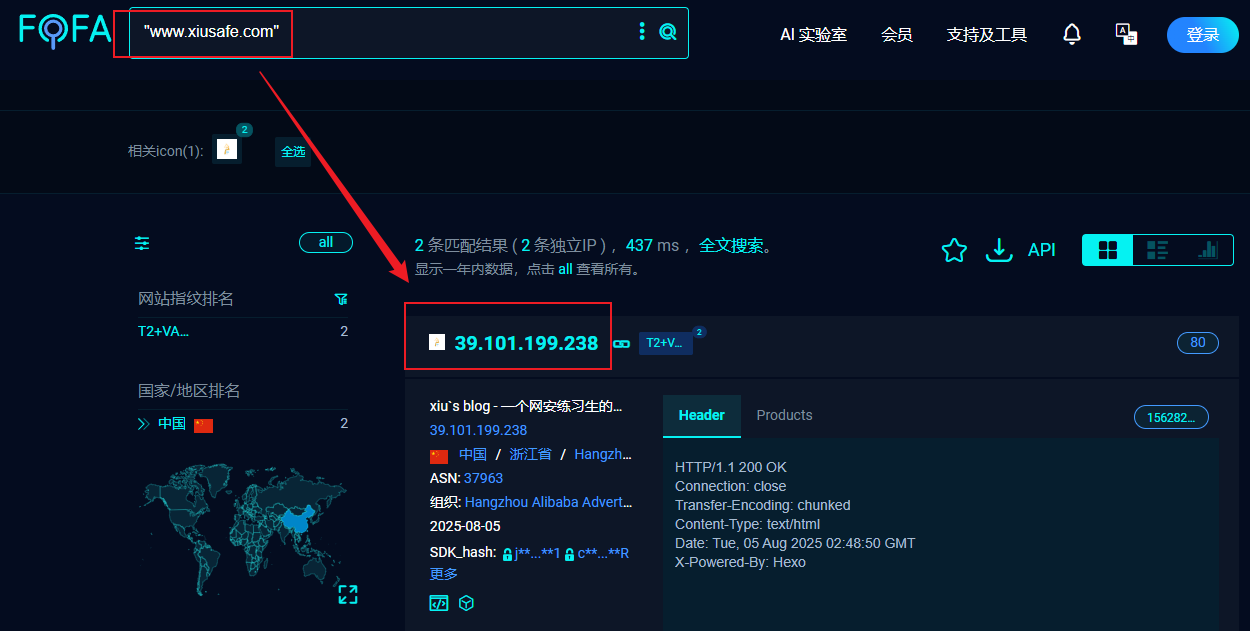 FOFA
"www.xiusafe.com"
AI 实验室
会员
支持及工具
登录
相关icon(1):
2
全选
all
2 条匹配结果 ( 2 条独立IP ) ，437 ms ，全文搜索。
显示一年内数据，点击 all 查看所有。
API
网站指纹排名
T2+VA...
2
国家/地区排名
中国
2
39.101.199.238
T2+V...
2
80
xiu`s blog - 一个网安练习生的...
39.101.199.238
中国 / 浙江省 / Hangzh...
ASN: 37963
组织: Hangzhou Alibaba Advert...
2025-08-05
SDK_hash: j**...**1 c**...**R
更多
Header
Products
156282...
HTTP/1.1 200 OK
Connection: close
Transfer-Encoding: chunked
Content-Type: text/html
Date: Tue, 05 Aug 2025 02:48:50 GMT
X-Powered-By: Hexo